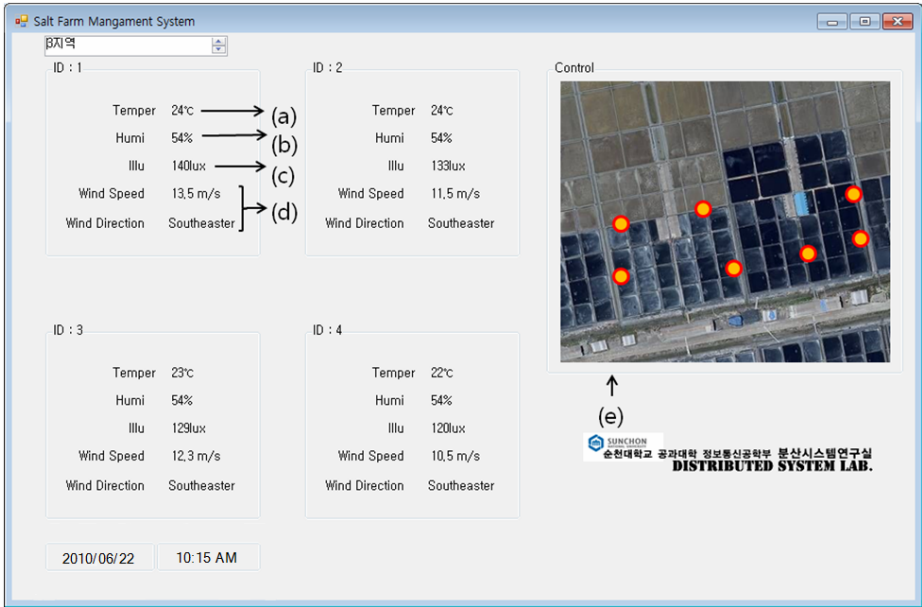 Salt Farm Mangament System
β지역
ID : 1
Temper 24℃ (a)
Humi 54% (b)
Illu 140lux (c)
Wind Speed 13,5 m/s
(d)
Wind Direction Southeaster
ID : 2
Temper 24℃
Humi 54%
Illu 133lux
Wind Speed 11,5 m/s
Wind Direction Southeaster
Control
(e)
ID : 3
Temper 23℃
Humi 54%
Illu 129lux
Wind Speed 12,3 m/s
Wind Direction Southeaster
ID : 4
Temper 22℃
Humi 54%
Illu 120lux
Wind Speed 10,5 m/s
Wind Direction Southeaster
SUNCHON
순천대학교 공과대학 정보통신공학부 분산시스템연구실
DISTRIBUTED SYSTEM LAB.
2010/06/22 10:15 AM